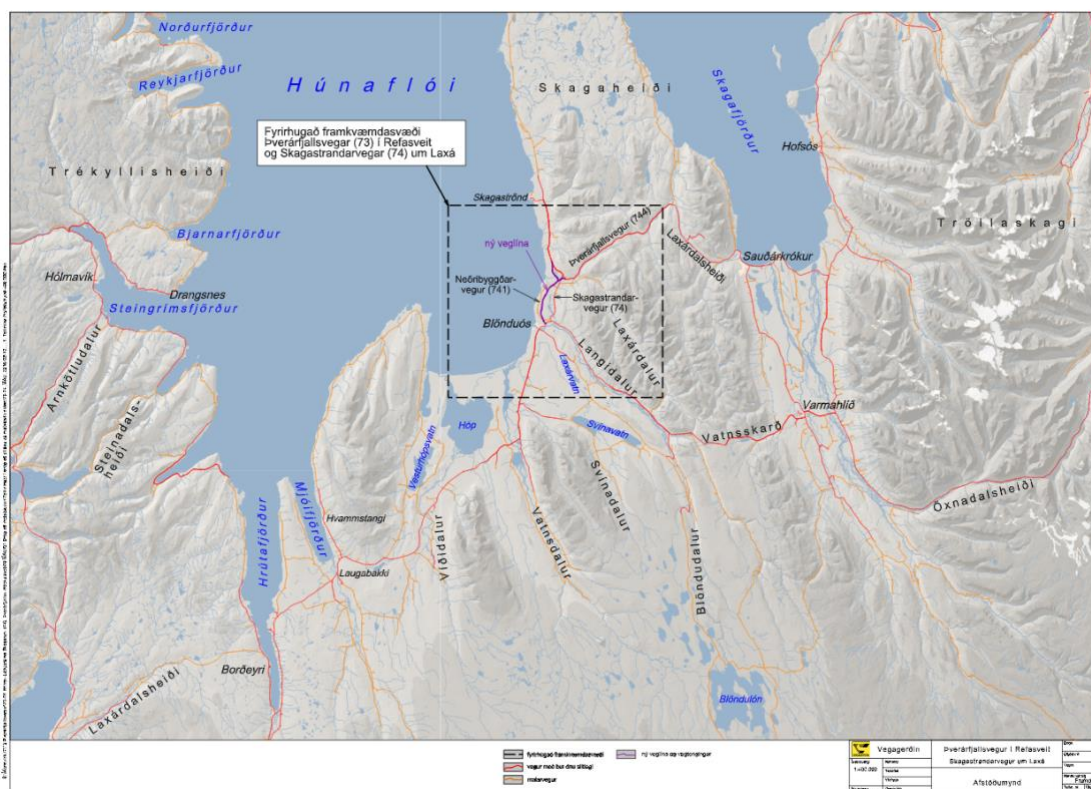 Norðurfjörður
Reykjarfjörður
Húnaflói
Skagaheiði
Skagafjörður
Fyrirhugað framkvæmdasvæði
Þverárfjallsvegar (73) í Refasveit
og Skagastrandarvegar (74) um Laxá
Hofsós
Trékyllisheiði
Skagaströnd
Tröllaskagi
Bjarnarfjörður
Þverárfjallsvegur (744)
Laxárdalsheiði
ný veglína
Sauðárkrókur
Hólmavík
Drangsnes
Neðribyggðar-
vegur (741)
Skagastrandar-
vegur (74)
Steingrímsfjörður
Blönduós
Laxárdalur
Langidalur
Laxárvatn
Arnkötludalur
Steinadals-
heiði
Varmahlíð
Hóp
Svínavatn
Vatnsskarð
Vesturhópsvatn
Svínadalur
Öxnadalsheiði
Mjóifjörður
Hvammstangi
Hrútafjörður
Víðidalur
Vatnsdalur
Laugabakki
Blöndudalur
Borðeyri
Laxárdalsheiði
Blöndulón
fyrirhugað framkvæmdasvæði
ný veglína og vegtengingar
malarvegur
Vegagerðin
Þverárfjallsvegur í Refasveit
Skagastrandarvegur um Laxá
Afstöðumynd